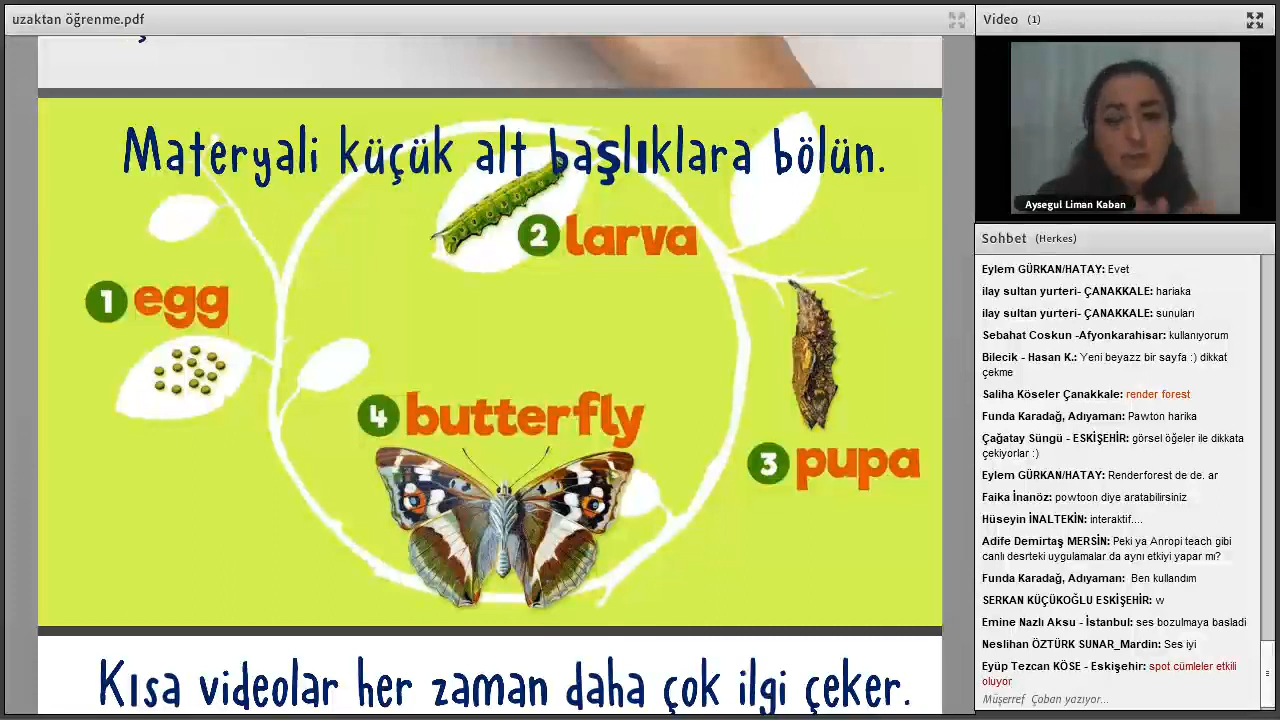 uzaktan öğrenme.pdf
Materyali küçük alt başlıklara bölün.
2 larva
1 egg
4 butterfly
3 pupa
Kısa videolar her zaman daha çok ilgi çeker.
Video (1)
Aysegul Liman Kaban
Sohbet (Herkes)
Eylem GÜRKAN/HATAY: Evet
ilay sultan yurteri- ÇANAKKALE: hariaka
ilay sultan yurteri- ÇANAKKALE: sunuları
Sebahat Coskun -Afyonkarahisar: kullanıyorum
Bilecik - Hasan K.: Yeni beyazz bir sayfa :) dikkat
çekme
Saliha Köseler Çanakkale: render forest
Funda Karadağ, Adıyaman: Pawton harika
Çağatay Süngü - ESKİŞEHİR: görsel öğeler ile dikkata
çekiyorlar :)
Eylem GÜRKAN/HATAY: Renderforest de de. ar
Faika İnanöz: powtoon diye aratabilirsiniz
Hüseyin İNALTEKİN: interaktif....
Adife Demirtaş MERSİN: Peki ya Anropi teach gibi
canlı desrteki uygulamalar da aynı etkiyi yapar mı?
Funda Karadağ, Adıyaman: Ben kullandım
SERKAN KÜÇÜKOĞLU ESKİŞEHİR: w
Emine Nazlı Aksu - İstanbul: ses bozulmaya basladi
Neslihan ÖZTÜRK SUNAR_Mardin: Ses iyi
Eyüp Tezcan KÖSE - Eskişehir: spot cümleler etkili
oluyor
Müşerref Çoban yazıyor...